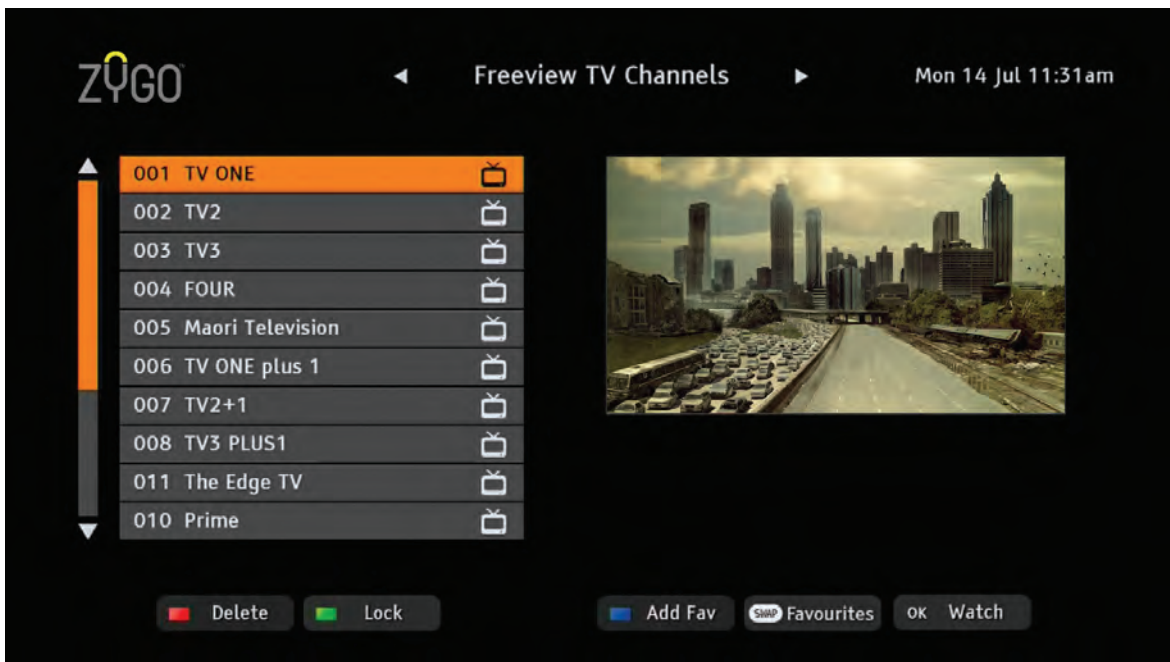 ZYGO™
Freeview TV Channels
Mon 14 Jul 11:31am
001 TV ONE
002 TV2
003 TV3
004 FOUR
005 Maori Television
006 TV ONE plus 1
007 TV2+1
008 TV3 PLUS1
011 The Edge TV
010 Prime
Delete
Lock
Add Fav
SWAP Favourites
OK Watch